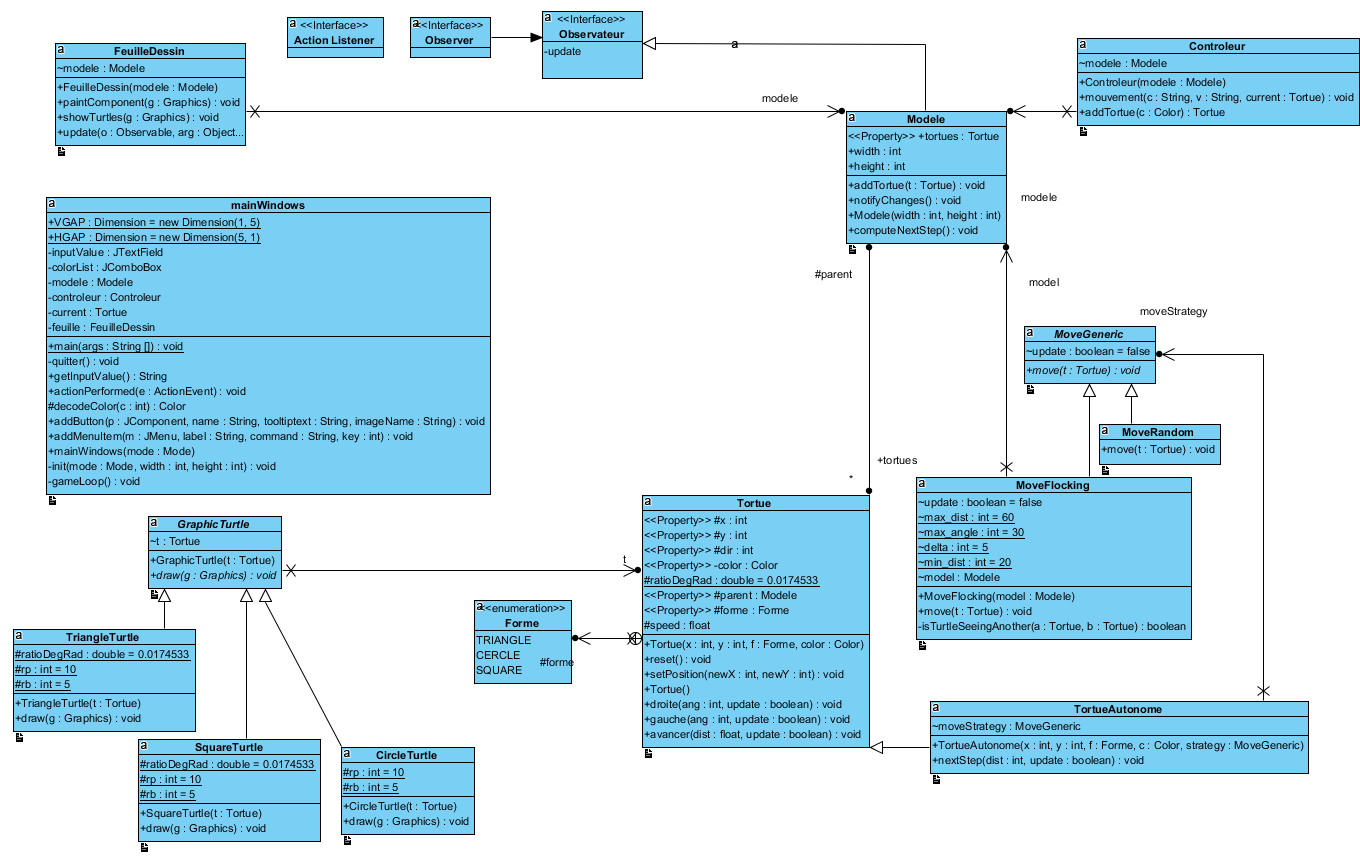 a
FeuilleDessin
~modele : Modele
+FeuilleDessin(modele : Modele)
+paintComponent(g : Graphics) : void
+showTurtles(g : Graphics) : void
+update(o : Observable, arg : Object...
a
<<Interface>>
Action Listener
a
<<Interface>>
Observer
a
<<Interface>>
Observateur
-update
a
a
Controleur
~modele : Modele
+Controleur(modele : Modele)
+mouvement(c : String, v : String, current : Tortue) : void
+addTortue(c : Color) : Tortue
modele
a
Modele
<<Property>> +tortues : Tortue
+width : int
+height : int
+addTortue(t : Tortue) : void
+notifyChanges() : void
+Modele(width : int, height : int)
+computeNextStep() : void
modele
#parent
model
a
mainWindows
+VGAP : Dimension = new Dimension(1, 5)
+HGAP : Dimension = new Dimension(5, 1)
-inputValue : JTextField
-colorList : JComboBox
-modele : Modele
-controleur : Controleur
-current : Tortue
-feuille : FeuilleDessin
+main(args : String []) : void
-quitter() : void
+getInputValue() : String
+actionPerformed(e : ActionEvent) : void
#decodeColor(c : int) : Color
+addButton(p : JComponent, name : String, tooltiptext : String, imageName : String) : void
+addMenuItem(m : JMenu, label : String, command : String, key : int) : void
+mainWindows(mode : Mode)
-init(mode : Mode, width : int, height : int) : void
-gameLoop() : void
moveStrategy
a
MoveGeneric
~update : boolean = false
+move(t : Tortue) : void
a
MoveRandom
+move(t : Tortue) : void
+tortues
*
a
MoveFlocking
~update : boolean = false
~max_dist : int = 60
~max_angle : int = 30
~delta : int = 5
~min_dist : int = 20
~model : Modele
+MoveFlocking(model : Modele)
+move(t : Tortue) : void
-isTurtleSeeingAnother(a : Tortue, b : Tortue) : boolean
a
Tortue
<<Property>> #x : int
<<Property>> #y : int
<<Property>> #dir : int
<<Property>> -color : Color
#ratioDegRad : double = 0.0174533
<<Property>> #parent : Modele
<<Property>> #forme : Forme
#speed : float
+Tortue(x : int, y : int, f : Forme, color : Color)
+reset() : void
+setPosition(newX : int, newY : int) : void
+Tortue()
+droite(ang : int, update : boolean) : void
+gauche(ang : int, update : boolean) : void
+avancer(dist : float, update : boolean) : void
a
GraphicTurtle
~t : Tortue
+GraphicTurtle(t : Tortue)
+draw(g : Graphics) : void
t
a
<<enumeration>>
Forme
TRIANGLE
CERCLE
SQUARE
#forme
a
TriangleTurtle
#ratioDegRad : double = 0.0174533
#rp : int = 10
#rb : int = 5
+TriangleTurtle(t : Tortue)
+draw(g : Graphics) : void
a
SquareTurtle
#ratioDegRad : double = 0.0174533
#rp : int = 10
#rb : int = 5
+SquareTurtle(t : Tortue)
+draw(g : Graphics) : void
a
CircleTurtle
#rp : int = 10
#rb : int = 5
+CircleTurtle(t : Tortue)
+draw(g : Graphics) : void
a
TortueAutonome
~moveStrategy : MoveGeneric
+TortueAutonome(x : int, y : int, f : Forme, c : Color, strategy : MoveGeneric)
+nextStep(dist : int, update : boolean) : void